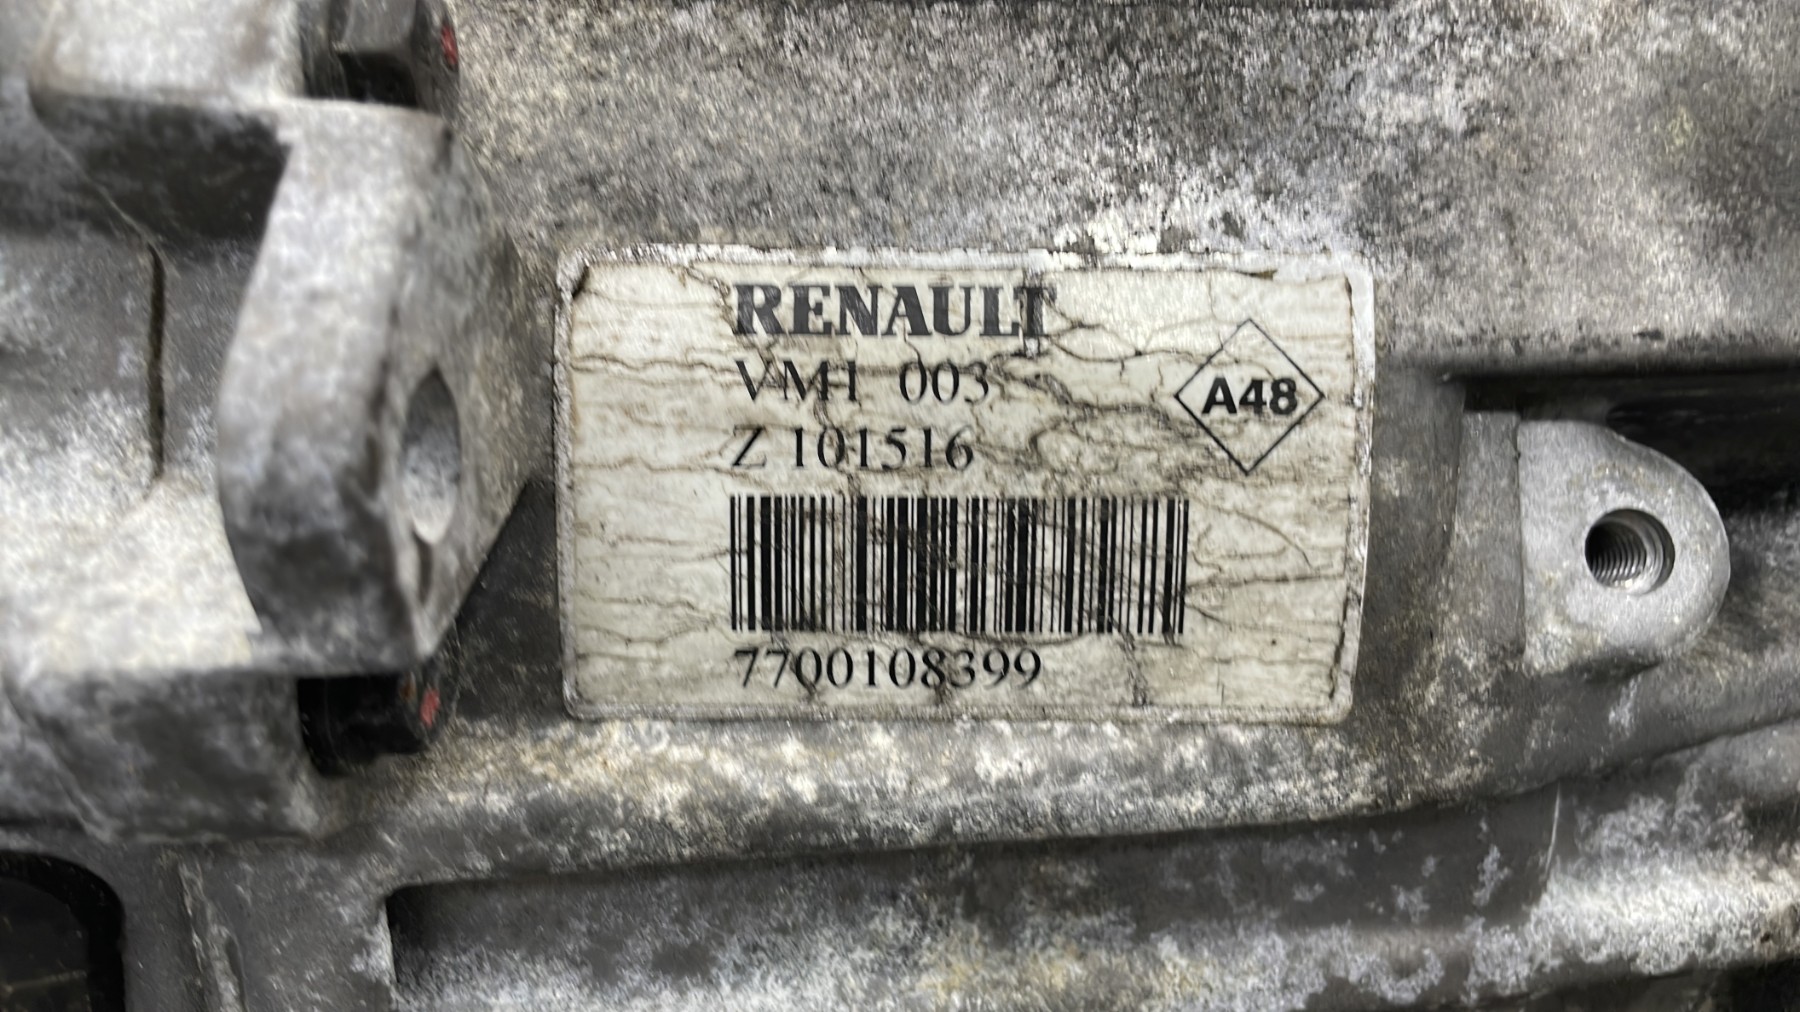 RENAULT
VM1 003
A48
Z 101516
7700108399